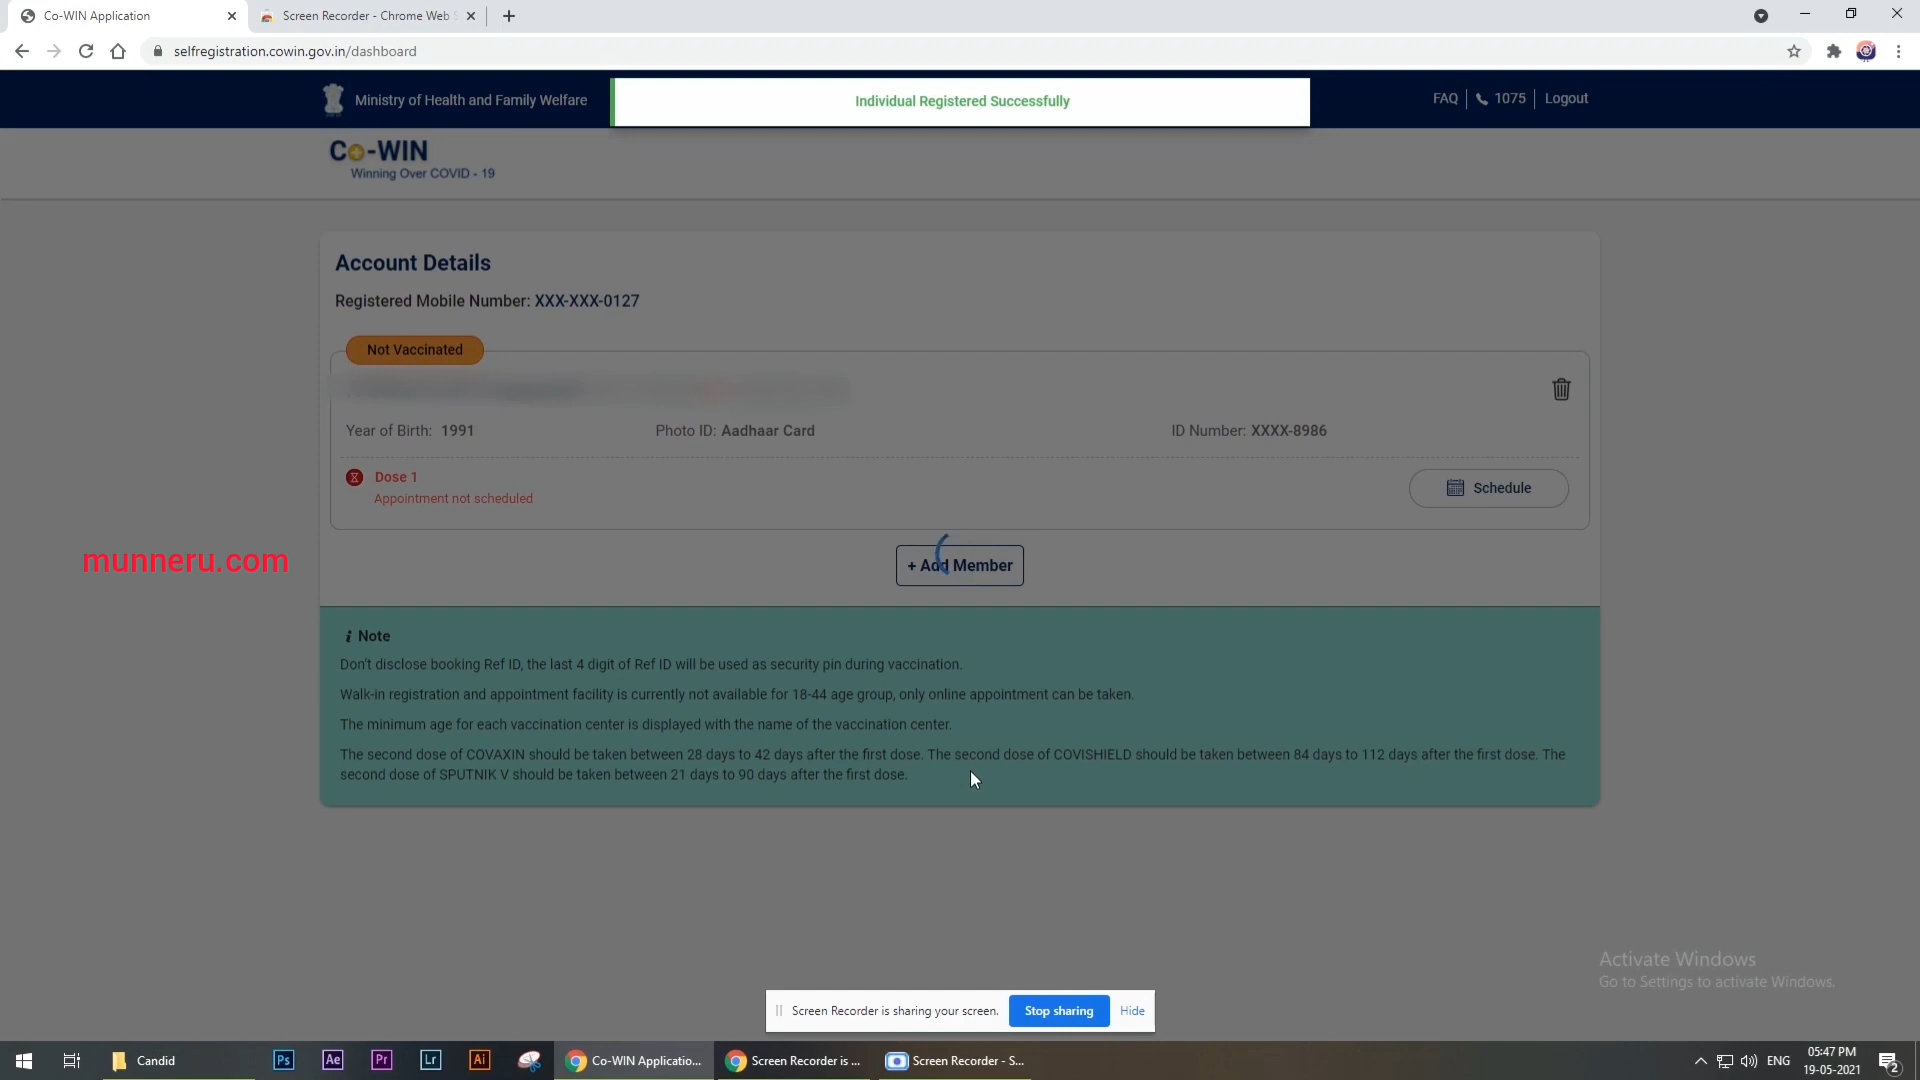 Co-WIN Application
Screen Recorder - Chrome Web S
selfregistration.cowin.gov.in/dashboard
Ministry of Health and Family Welfare
Individual Registered Successfully
FAQ
1075
Logout
Co-WIN
Winning Over COVID - 19
Account Details
Registered Mobile Number: XXX-XXX-0127
Not Vaccinated
Year of Birth: 1991
Photo ID: Aadhaar Card
ID Number: XXXX-8986
Dose 1
Appointment not scheduled
Schedule
munneru.com
+ Add Member
i Note
Don't disclose booking Ref ID, the last 4 digit of Ref ID will be used as security pin during vaccination.
Walk-in registration and appointment facility is currently not available for 18-44 age group, only online appointment can be taken.
The minimum age for each vaccination center is displayed with the name of the vaccination center.
The second dose of COVAXIN should be taken between 28 days to 42 days after the first dose. The second dose of COVISHIELD should be taken between 84 days to 112 days after the first dose. The
second dose of SPUTNIK V should be taken between 21 days to 90 days after the first dose.
Activate Windows
Go to Settings to activate Windows.
Screen Recorder is sharing your screen.
Stop sharing
Hide
Candid
Ps
Ae
Pr
Lr
Ai
Co-WIN Applicatio...
Screen Recorder is ...
Screen Recorder - S...
ENG
05:47 PM
19-05-2021
2